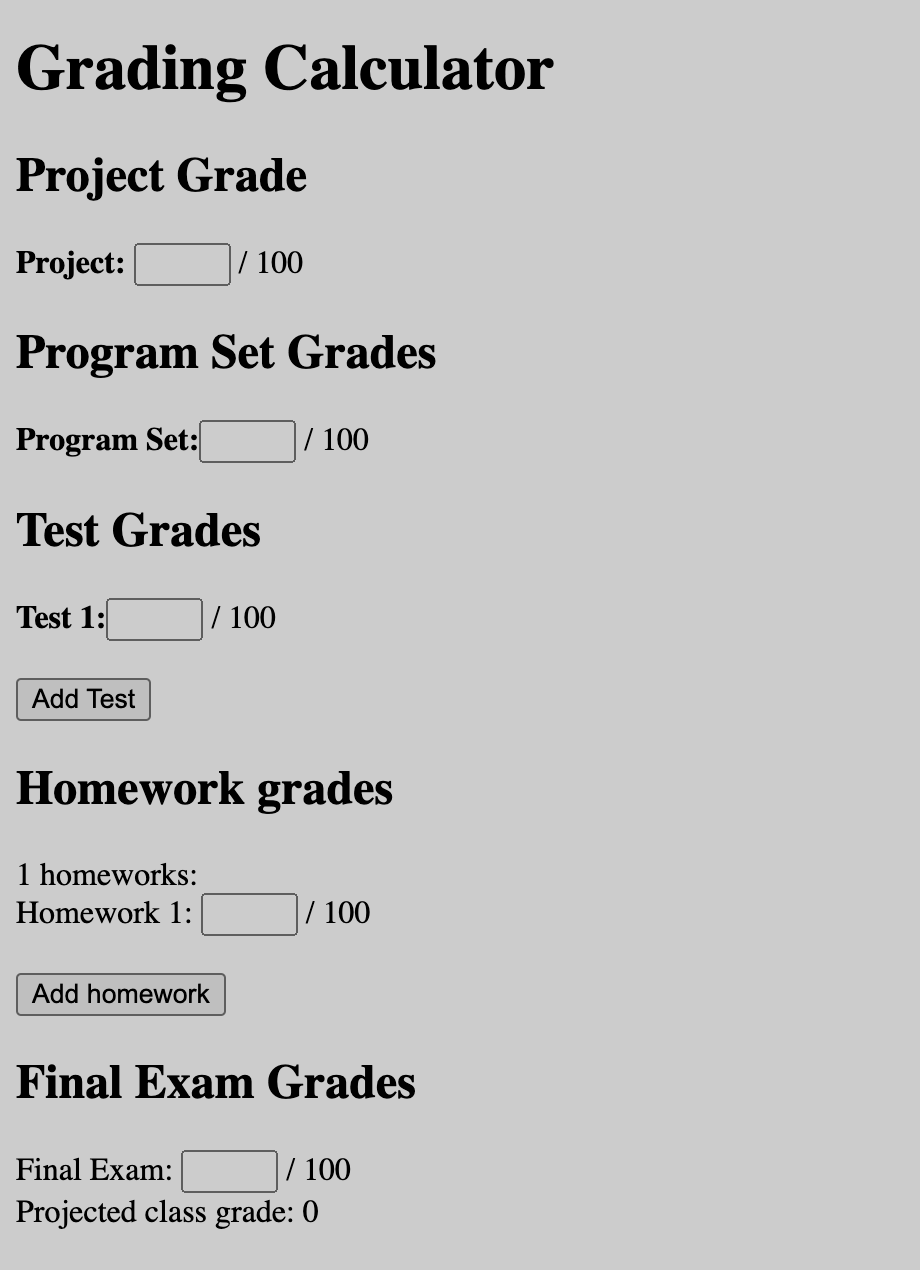 Grading Calculator
Project Grade
Project: / 100
Program Set Grades
Program Set: / 100
Test Grades
Test 1: / 100
Add Test
Homework grades
1 homeworks:
Homework 1: / 100
Add homework
Final Exam Grades
Final Exam: / 100
Projected class grade: 0